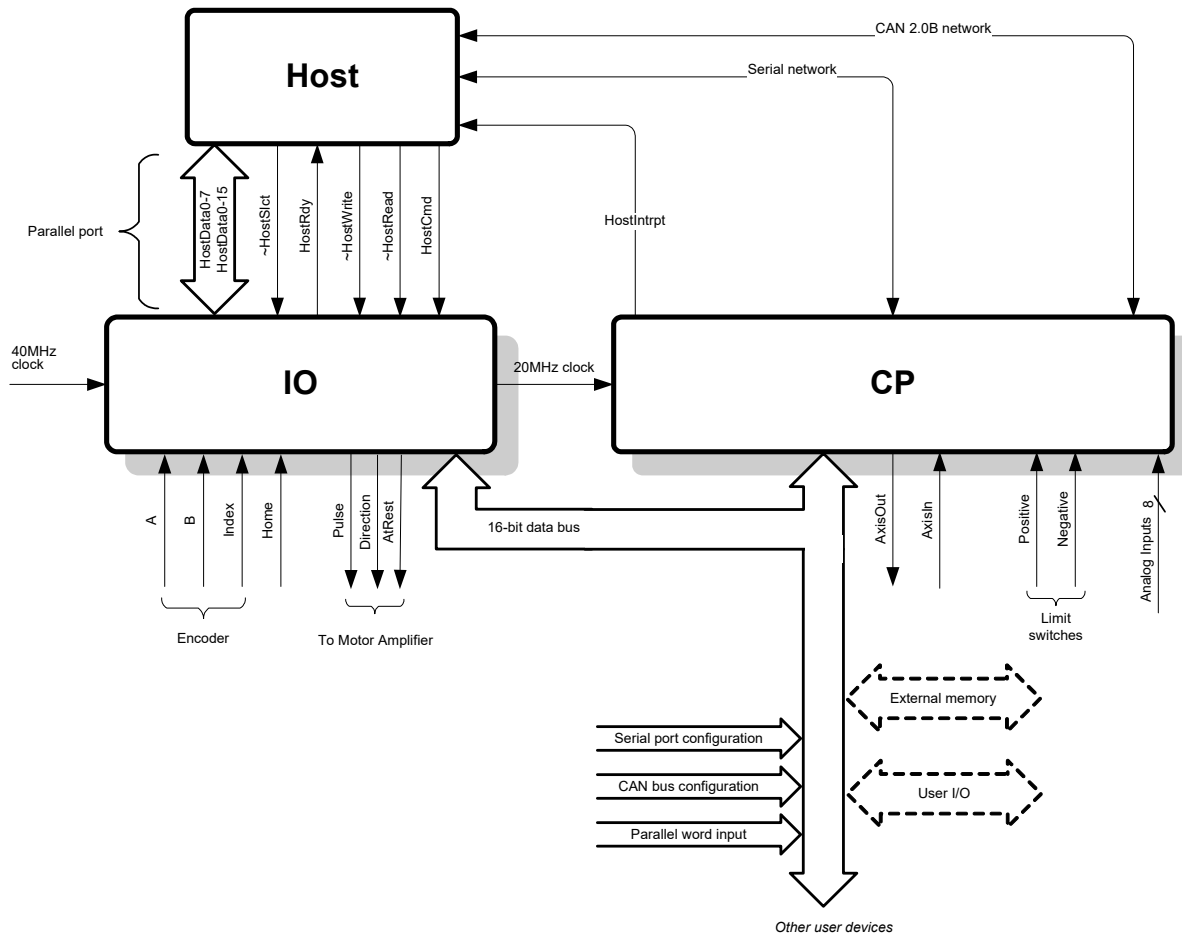 CAN 2.0B network
Host
Serial network
HostData0-7
HostData0-15
~HostSlct
HostRdy
~HostWrite
~HostRead
HostCmd
Parallel port
HostIntrpt
40MHz
clock
IO
20MHz clock
CP
A
B
Index
Home
Pulse
Direction
AtRest
16-bit data bus
AxisOut
AxisIn
Positive
Negative
Analog Inputs 8
Encoder
To Motor Amplifier
Limit
switches
External memory
Serial port configuration
CAN bus configuration
User I/O
Parallel word input
Other user devices